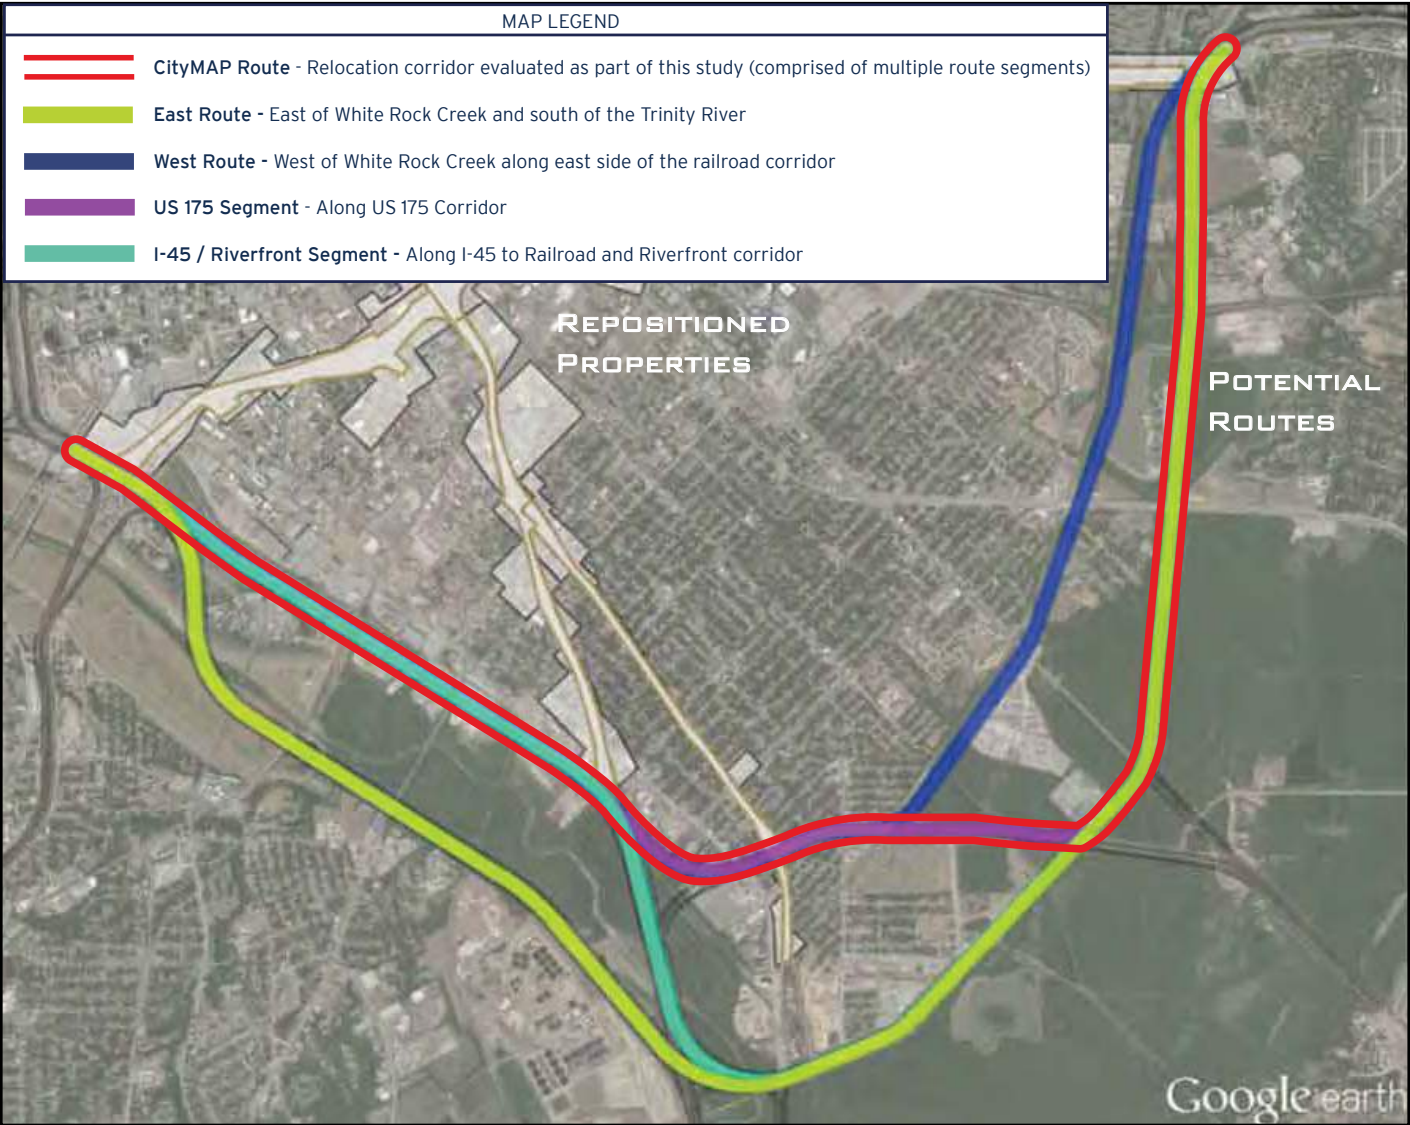 MAP LEGEND
CityMAP Route - Relocation corridor evaluated as part of this study (comprised of multiple route segments)
East Route - East of White Rock Creek and south of the Trinity River
West Route - West of White Rock Creek along east side of the railroad corridor
US 175 Segment - Along US 175 Corridor
I-45 / Riverfront Segment - Along I-45 to Railroad and Riverfront corridor
REPOSITIONED
PROPERTIES
POTENTIAL
ROUTES
Google earth